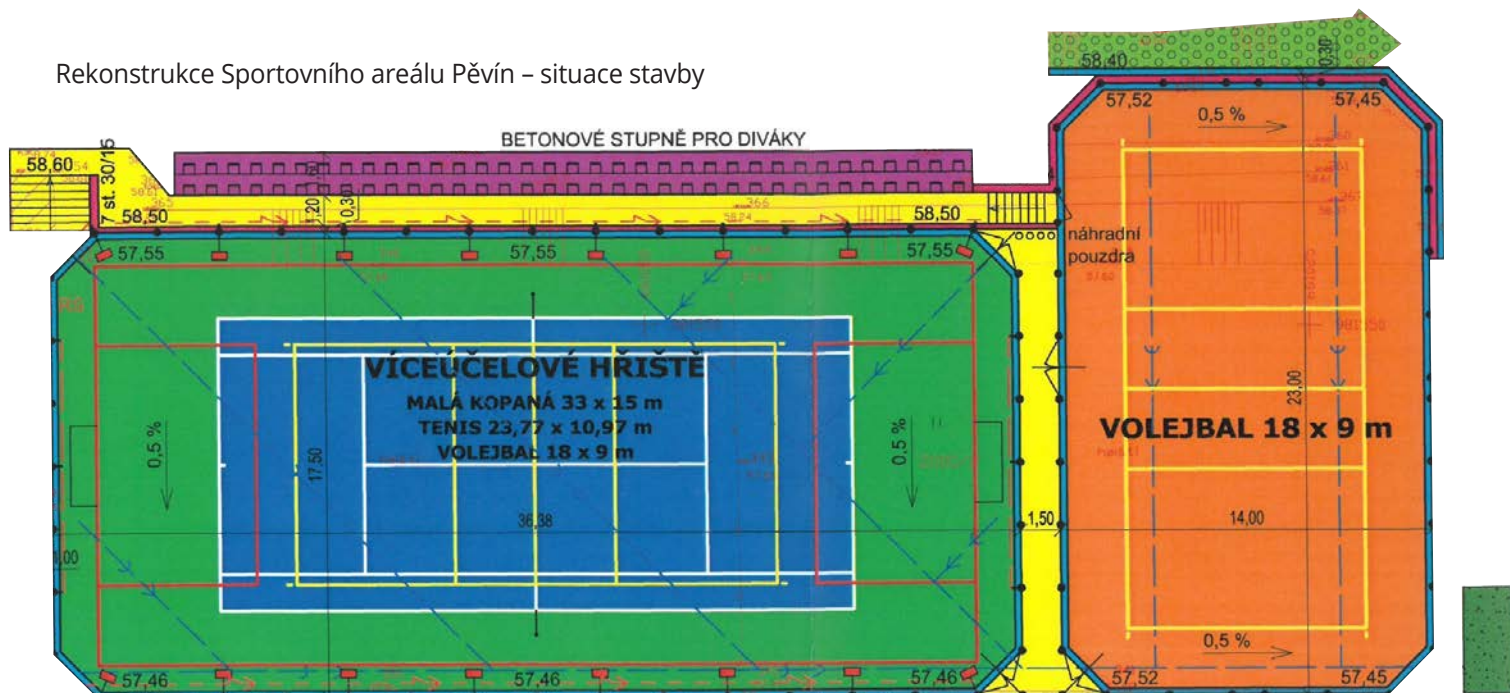 Rekonstrukce Sportovního areálu Pěvín – situace stavby
58,40
0,30
57,52
57,45
0,5 %
BETONOVÉ STUPNĚ PRO DIVÁKY
58,60
7 st. 30/15
58,50
1,20
0,30
366
58,50
náhradní
pouzdra
57,55
57,55
57,55
VÍCEÚČELOVÉ HŘIŠTĚ
MALÁ KOPANÁ 33 x 15 m
TENIS 23,77 x 10,97 m
VOLEJBAL 18 x 9 m
0,5 %
0,5 %
17,50
36,38
1,50
23,00
VOLEJBAL 18 x 9 m
14,00
0,5 %
57,46
57,46
57,46
57,52
57,45